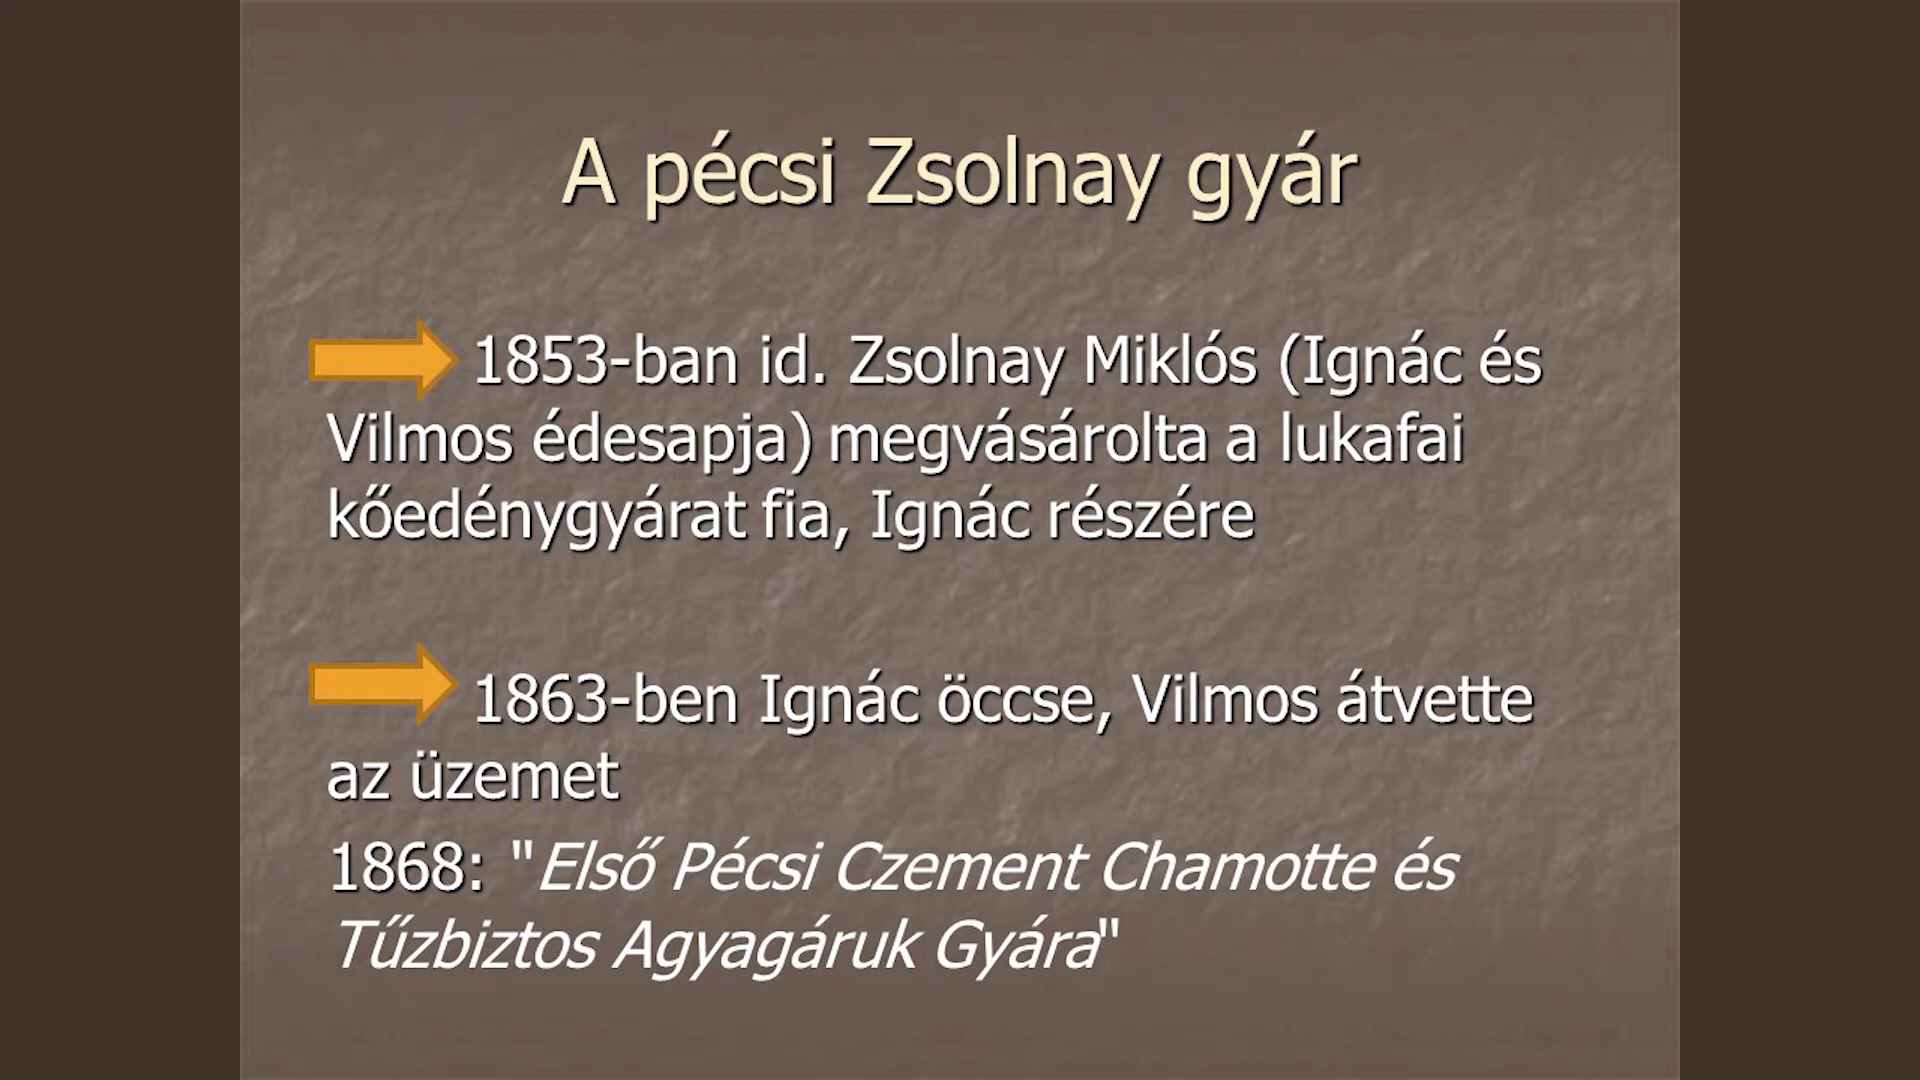 A pécsi Zsolnay gyár
1853-ban id. Zsolnay Miklós (Ignác és
Vilmos édesapja) megvásárolta a lukafai
kőedénygyárat fia, Ignác részére
1863-ben Ignác öccse, Vilmos átvette
az üzemet
1868: "Első Pécsi Czement Chamotte és
Tűzbiztos Agyagáruk Gyára"